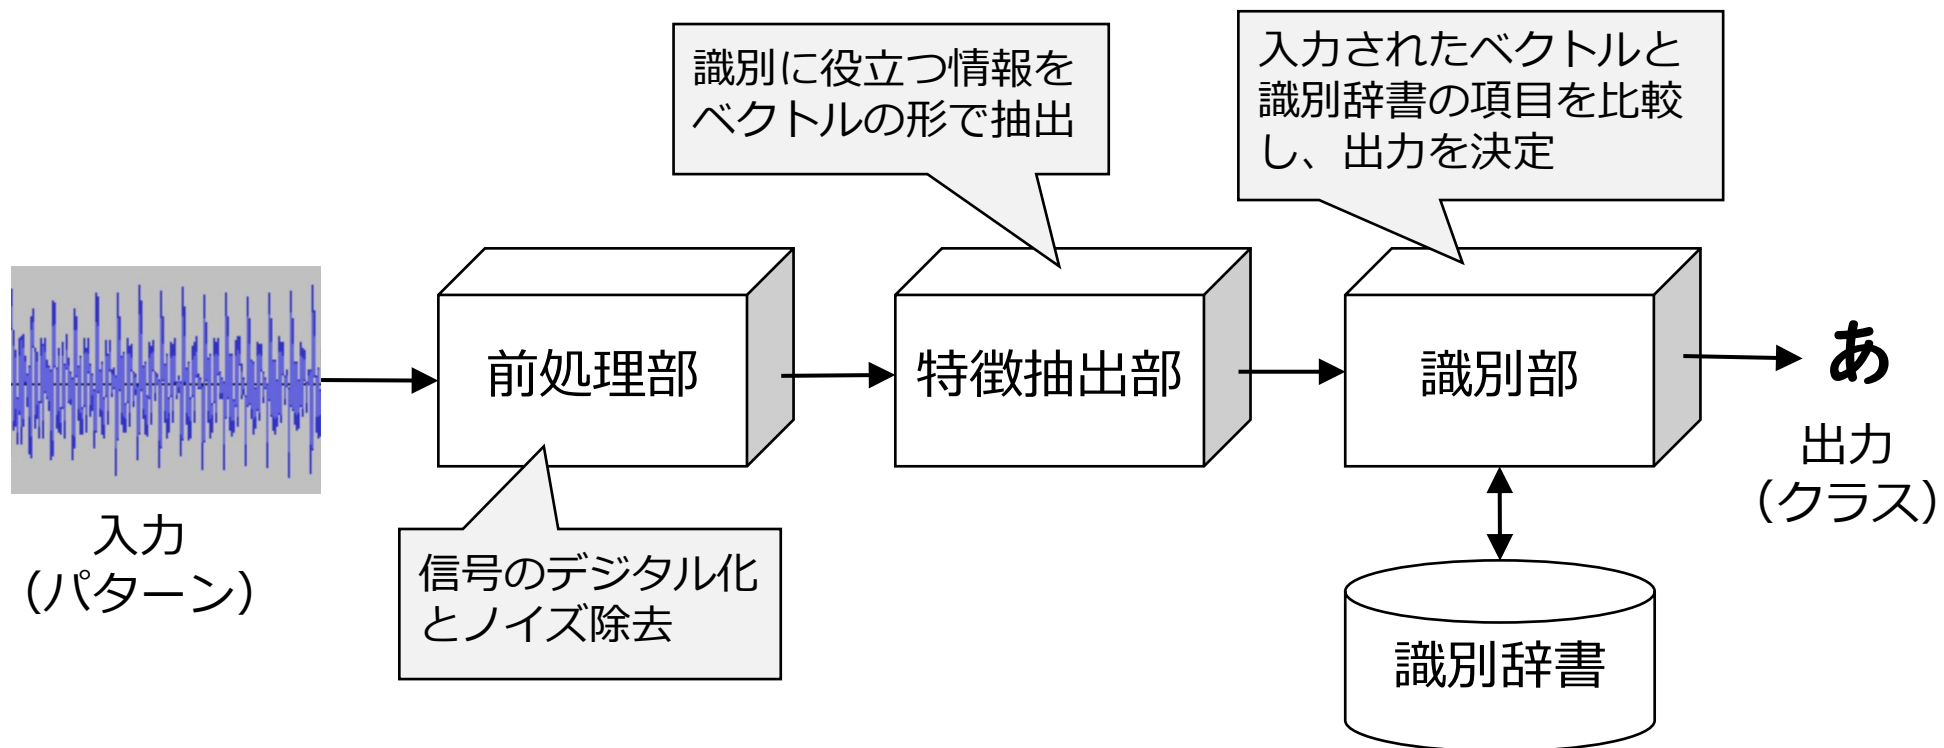 識別に役立つ情報を
ベクトルの形で抽出
入力されたベクトルと
識別辞書の項目を比較
し、出力を決定
前処理部
特徴抽出部
識別部
あ
出力
（クラス）
入力
（パターン）
信号のデジタル化
とノイズ除去
識別辞書